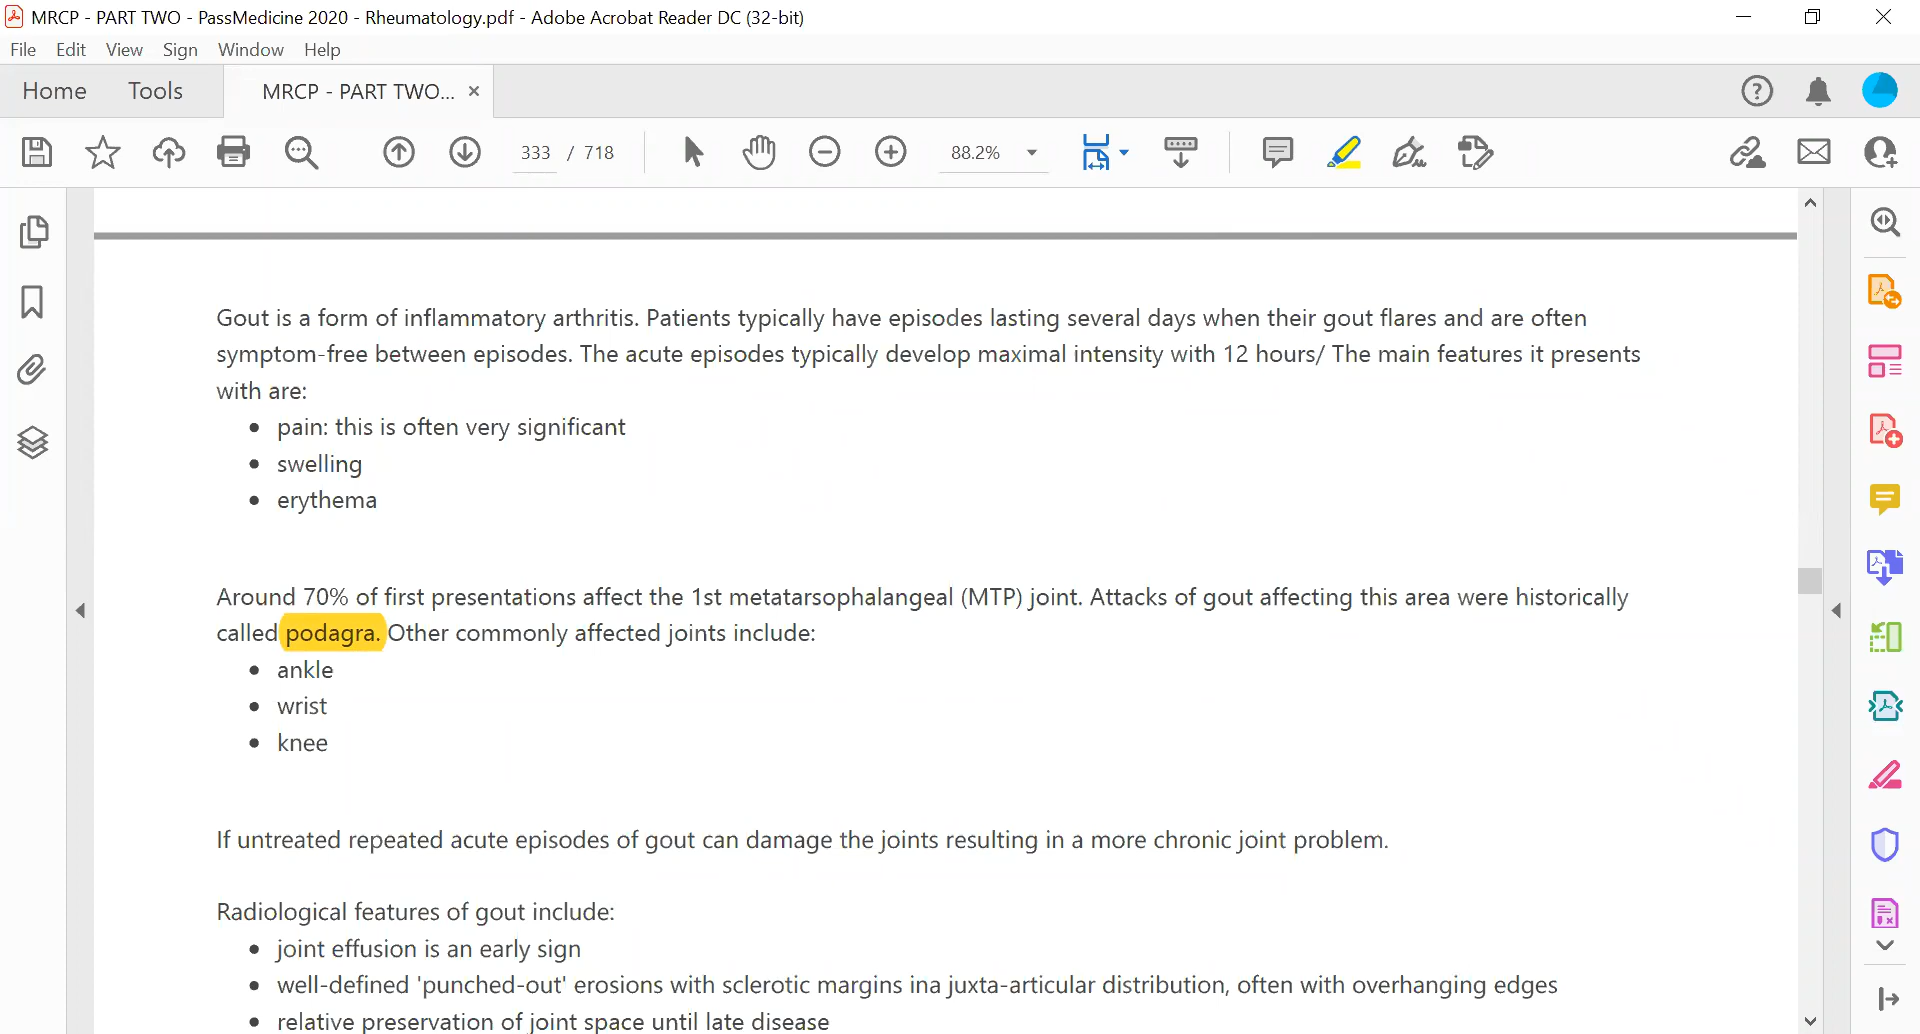 MRCP - PART TWO - PassMedicine 2020 - Rheumatology.pdf - Adobe Acrobat Reader DC (32-bit)
File Edit View Sign Window Help
Home Tools MRCP - PART TWO... ×
333 / 718 88.2%
Gout is a form of inflammatory arthritis. Patients typically have episodes lasting several days when their gout flares and are often
symptom-free between episodes. The acute episodes typically develop maximal intensity with 12 hours/ The main features it presents
with are:
• pain: this is often very significant
• swelling
• erythema
Around 70% of first presentations affect the 1st metatarsophalangeal (MTP) joint. Attacks of gout affecting this area were historically
called podagra. Other commonly affected joints include:
• ankle
• wrist
• knee
If untreated repeated acute episodes of gout can damage the joints resulting in a more chronic joint problem.
Radiological features of gout include:
• joint effusion is an early sign
• well-defined 'punched-out' erosions with sclerotic margins ina juxta-articular distribution, often with overhanging edges
• relative preservation of joint space until late disease